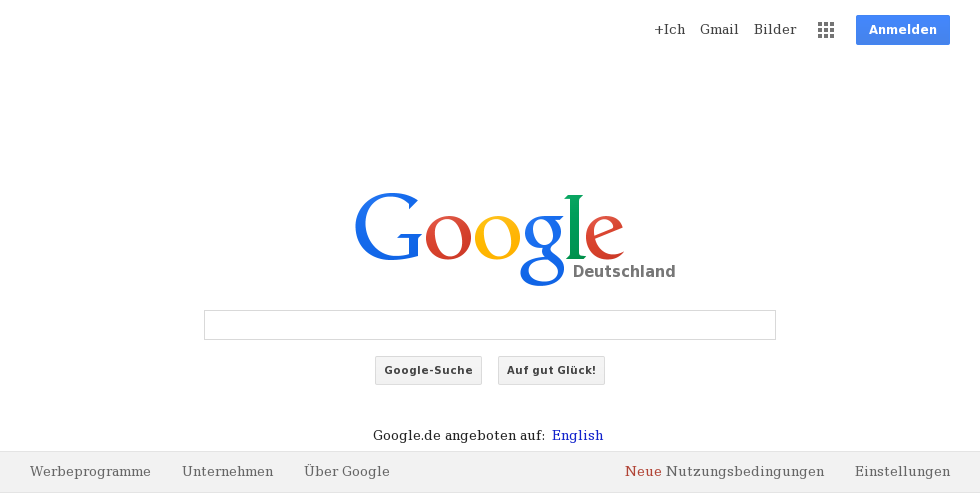 +Ich Gmail Bilder Anmelden
Google
Deutschland
Google-Suche Auf gut Glück!
Google.de angeboten auf: English
Werbeprogramme Unternehmen Über Google Neue Nutzungsbedingungen Einstellungen